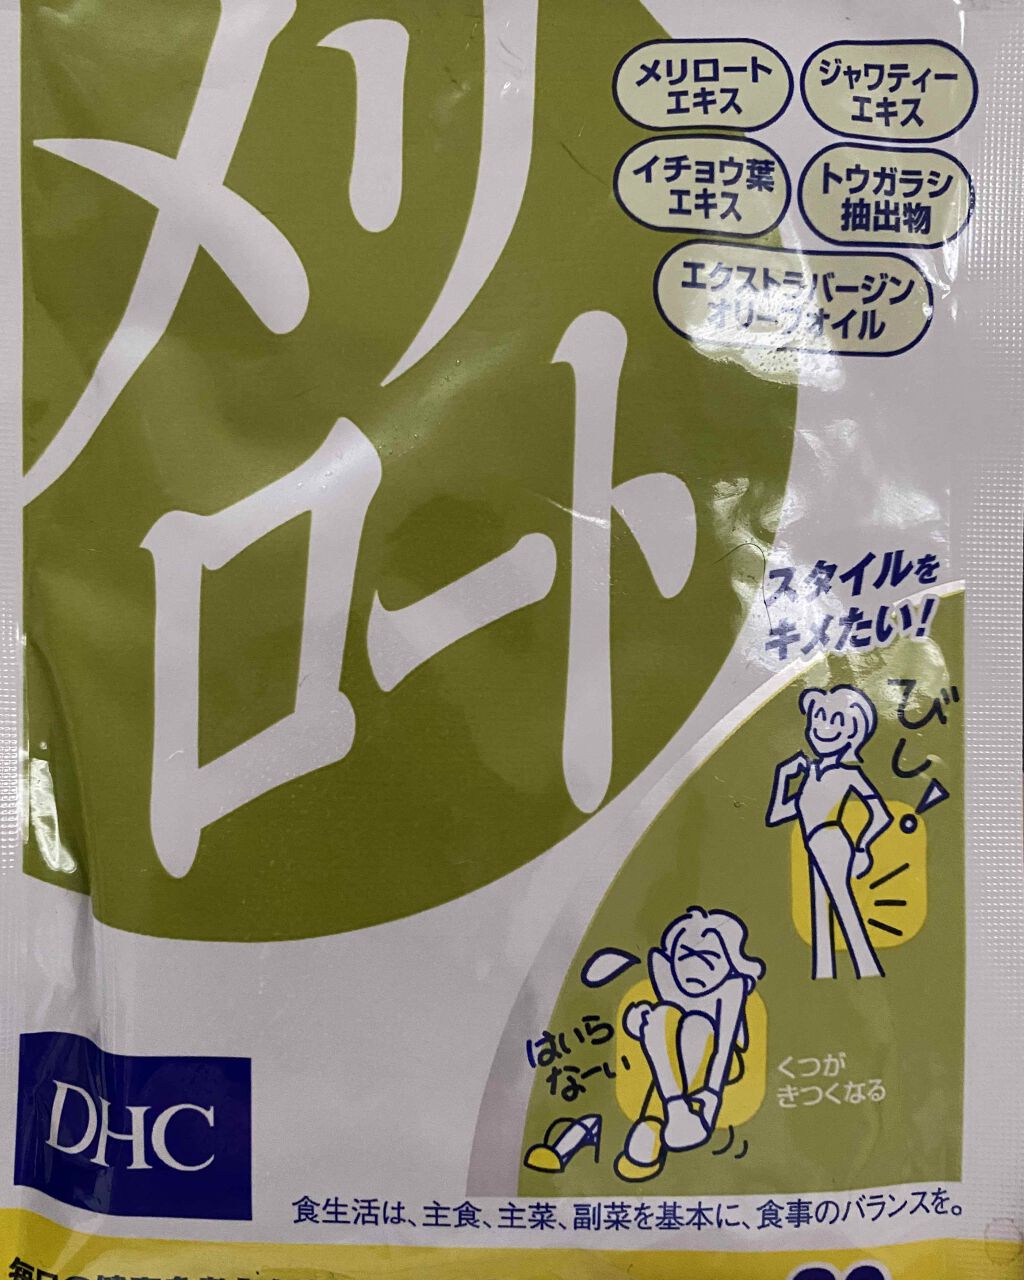 メリ
ロート
メリロート
エキス
ジャワティー
エキス
イチョウ葉
エキス
トウガラシ
抽出物
エクストラバージン
オリーブオイル
スタイルを
キメたい!
びし!
はいら
なーい
くつが
きつくなる
DHC
食生活は、主食、主菜、副菜を基本に、食事のバランスを。